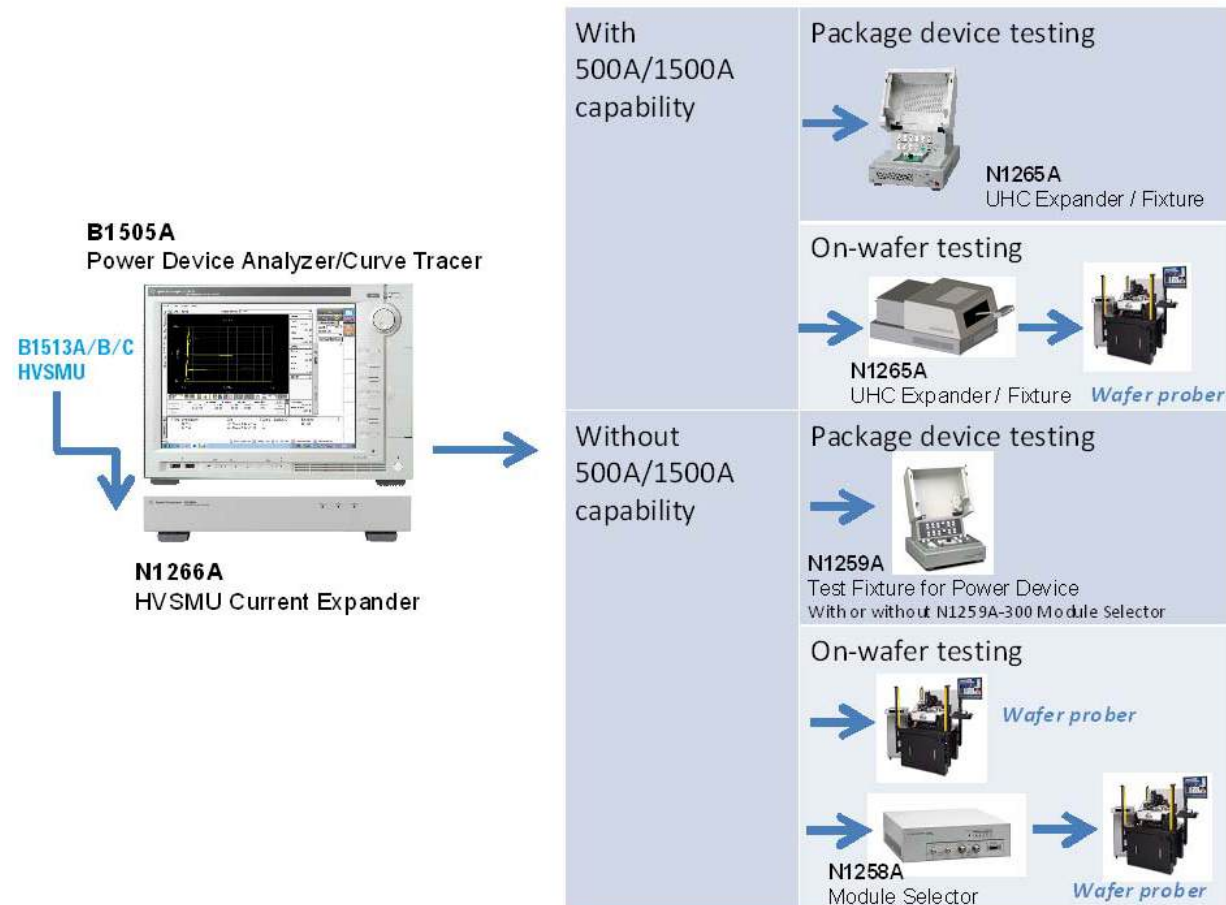 B1505A
Power Device Analyzer/Curve Tracer
B1513A/B/C
HVSMU
N1266A
HVSMU Current Expander
With
500A/1500A
capability
Package device testing
N1265A
UHC Expander / Fixture
On-wafer testing
N1265A
UHC Expander / Fixture
Wafer prober
Without
500A/1500A
capability
Package device testing
N1259A
Test Fixture for Power Device
With or without N1259A-300 Module Selector
On-wafer testing
Wafer prober
N1258A
Module Selector
Wafer prober